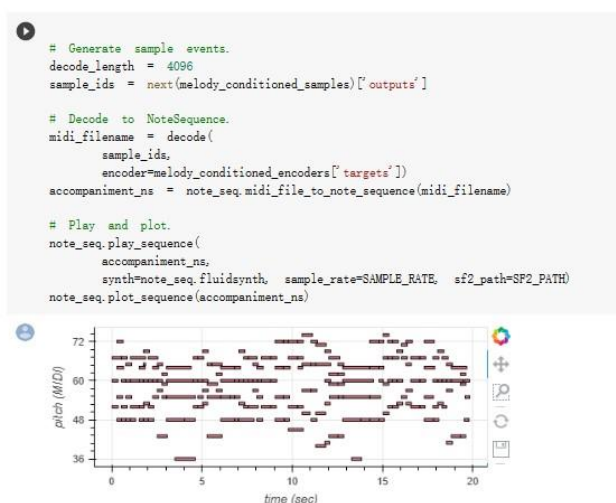 # Generate sample events.
decode_length = 4096
sample_ids = next(melody_conditioned_samples)['outputs']
# Decode to NoteSequence.
midi_filename = decode(
sample_ids,
encoder=melody_conditioned_encoders['targets'])
accompaniment_ns = note_seq.midi_file_to_note_sequence(midi_filename)
# Play and plot.
note_seq.play_sequence(
accompaniment_ns,
synth=note_seq.fluidsynth, sample_rate=SAMPLE_RATE, sf2_path=SF2_PATH)
note_seq.plot_sequence(accompaniment_ns)
72
60
48
36
pitch (MIDI)
0 5 10 15 20
time (sec)